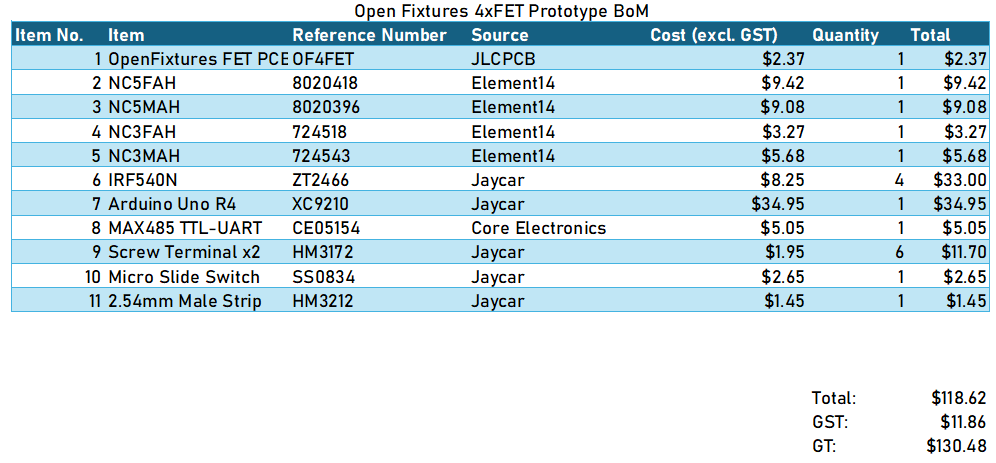 Open Fixtures 4xFET Prototype BoM
Item No. Item Reference Number Source Cost (excl. GST) Quantity Total
1 OpenFixtures FET PCB OF4FET JLCPCB $2.37 1 $2.37
2 NC5FAH 8020418 Element14 $9.42 1 $9.42
3 NC5MAH 8020396 Element14 $9.08 1 $9.08
4 NC3FAH 724518 Element14 $3.27 1 $3.27
5 NC3MAH 724543 Element14 $5.68 1 $5.68
6 IRF540N ZT2466 Jaycar $8.25 4 $33.00
7 Arduino Uno R4 XC9210 Jaycar $34.95 1 $34.95
8 MAX485 TTL-UART CE05154 Core Electronics $5.05 1 $5.05
9 Screw Terminal x2 HM3172 Jaycar $1.95 6 $11.70
10 Micro Slide Switch SS0834 Jaycar $2.65 1 $2.65
11 2.54mm Male Strip HM3212 Jaycar $1.45 1 $1.45
Total: $118.62
GST: $11.86
GT: $130.48